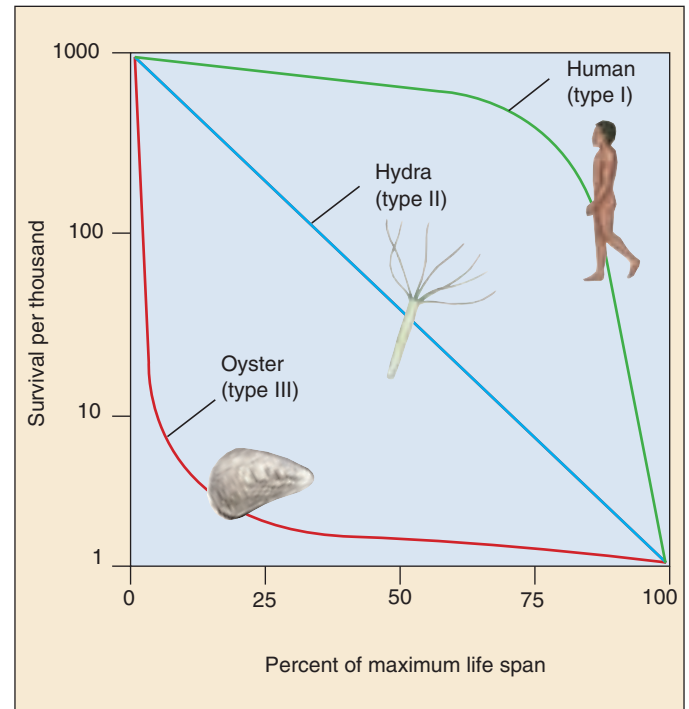 1000
Human
(type I)
Hydra
(type II)
100
Survival per thousand
Oyster
(type III)
10
1
0
25
50
75
100
Percent of maximum life span